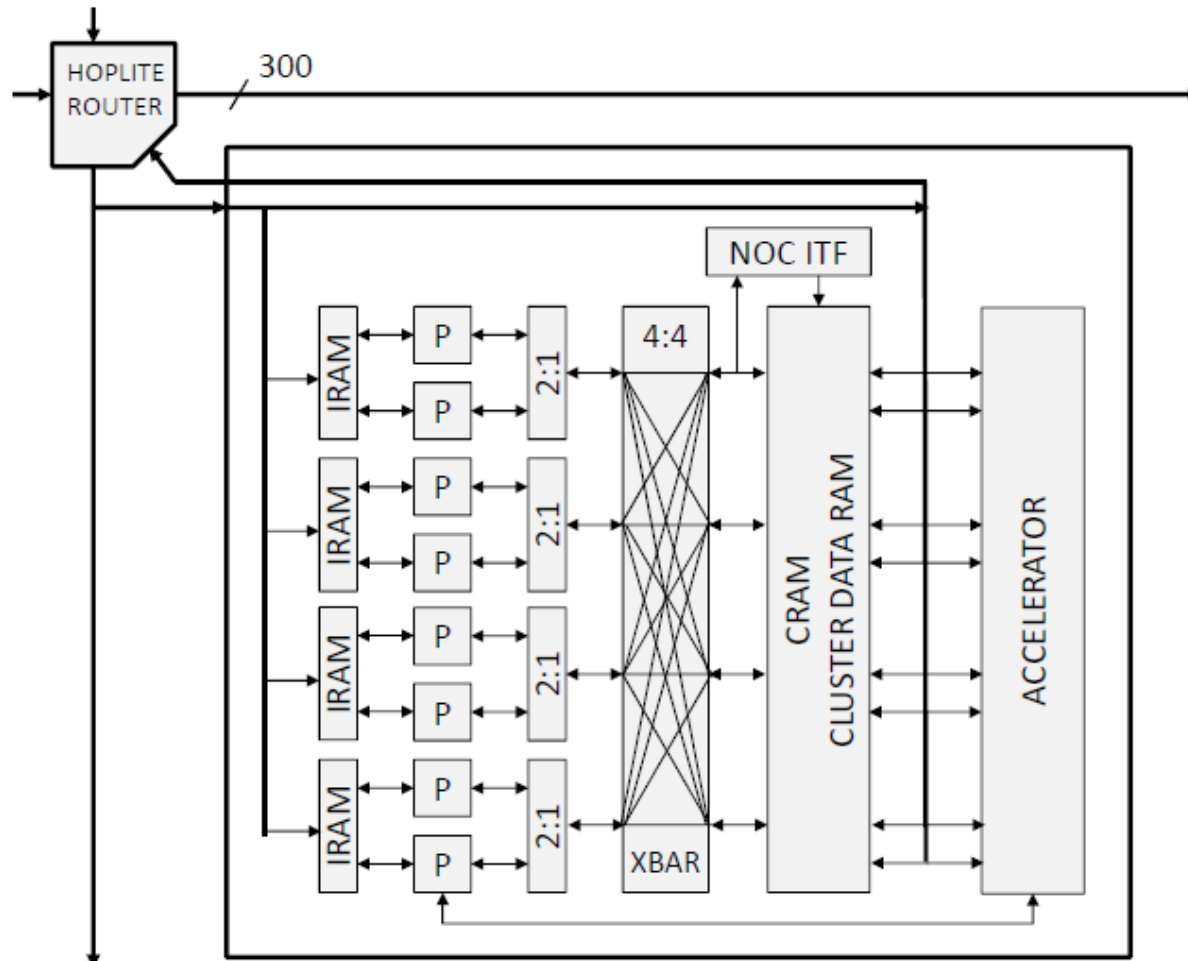 HOPLITE
ROUTER
300
NOC ITF
IRAM
P
P
2:1
4:4
IRAM
P
P
2:1
IRAM
P
P
2:1
IRAM
P
P
2:1
XBAR
CRAM
CLUSTER DATA RAM
ACCELERATOR